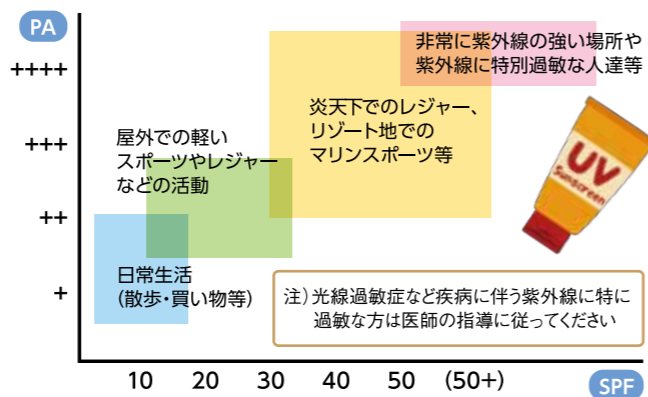 PA
非常に紫外線の強い場所や
紫外線に特別過敏な人達等
++++
炎天下でのレジャー、
リゾート地での
マリンスポーツ等
+++
屋外での軽い
スポーツやレジャー
などの活動
UV
Sunscreen
++
日常生活
(散歩・買い物等)
+
注）光線過敏症など疾病に伴う紫外線に特に
過敏な方は医師の指導に従ってください
10 20 30 40 50 (50+)
SPF